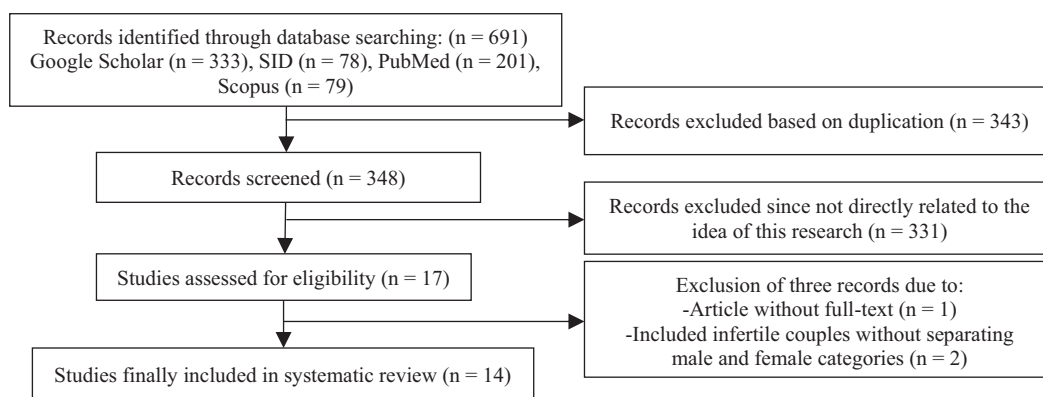 Records identified through database searching: (n = 691)
Google Scholar (n = 333), SID (n = 78), PubMed (n = 201),
Scopus (n = 79)
Records excluded based on duplication (n = 343)
Records screened (n = 348)
Records excluded since not directly related to the
idea of this research (n = 331)
Studies assessed for eligibility (n = 17)
Exclusion of three records due to:
-Article without full-text (n = 1)
-Included infertile couples without separating
male and female categories (n = 2)
Studies finally included in systematic review (n = 14)